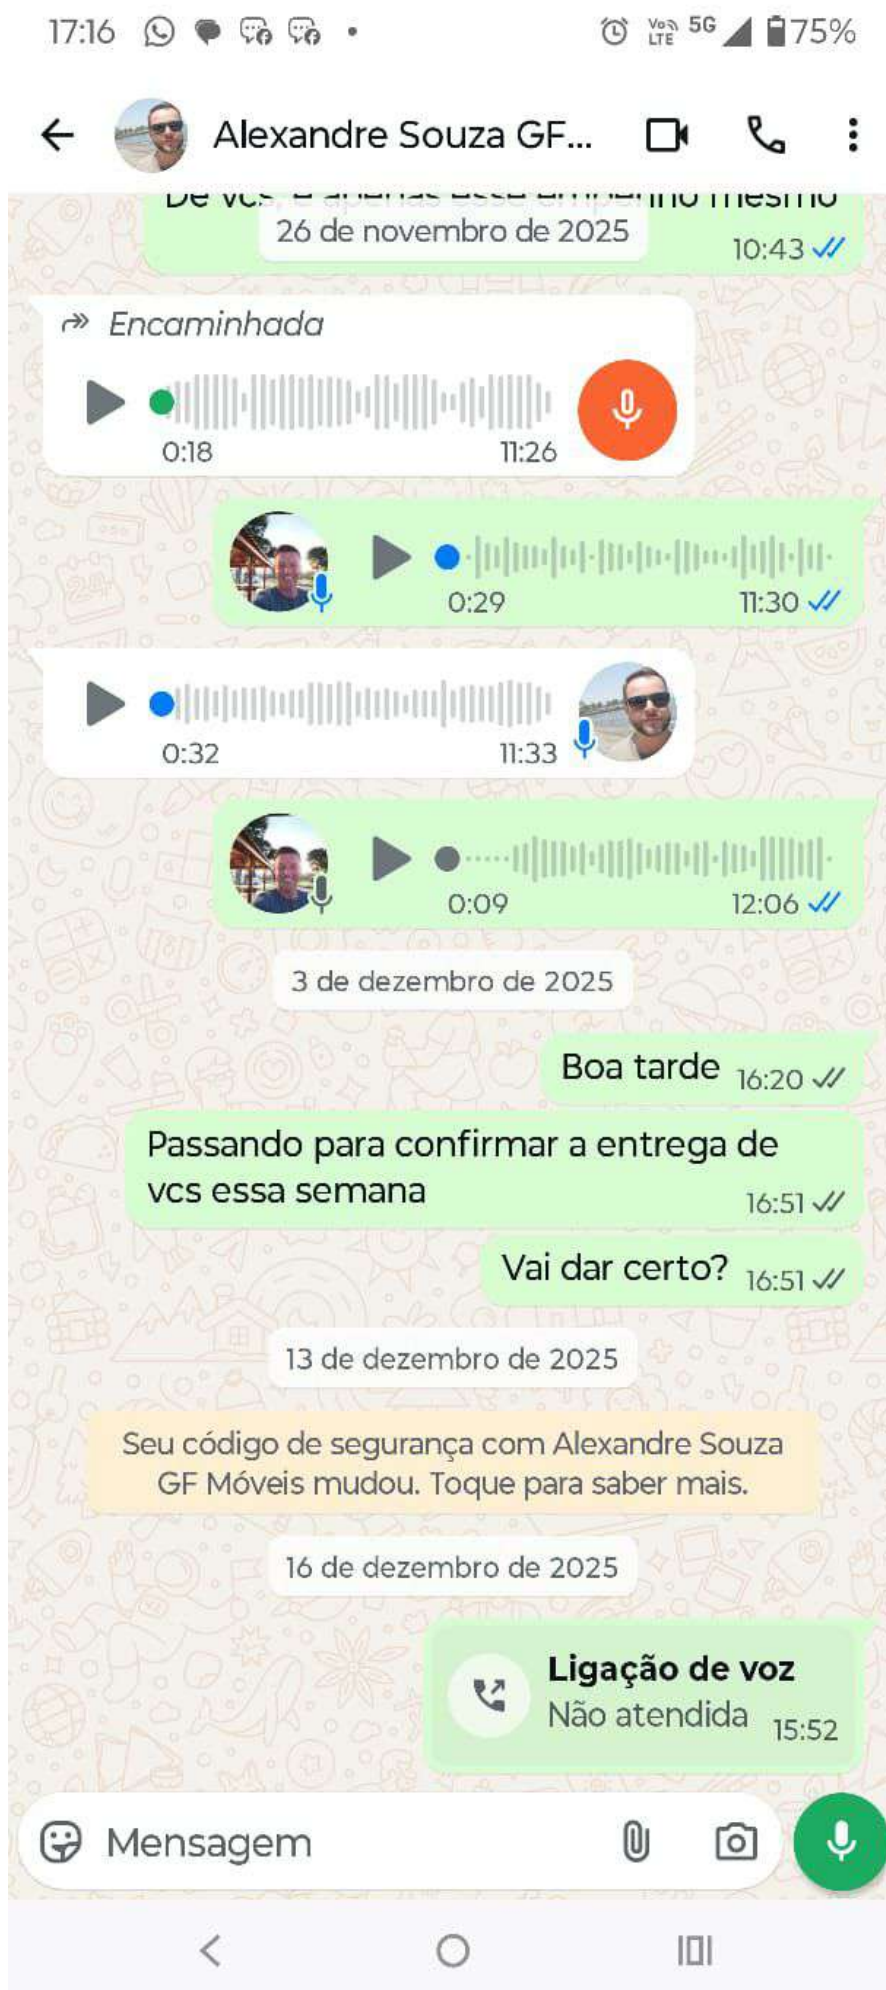 17:16
Vo)) LTE 5G 75%
Alexandre Souza GF...
26 de novembro de 2025
10:43
Encaminhada
0:18 11:26
0:29 11:30
0:32 11:33
0:09 12:06
3 de dezembro de 2025
Boa tarde 16:20
Passando para confirmar a entrega de
vcs essa semana 16:51
Vai dar certo? 16:51
13 de dezembro de 2025
Seu código de segurança com Alexandre Souza
GF Móveis mudou. Toque para saber mais.
16 de dezembro de 2025
Ligação de voz
Não atendida 15:52
Mensagem